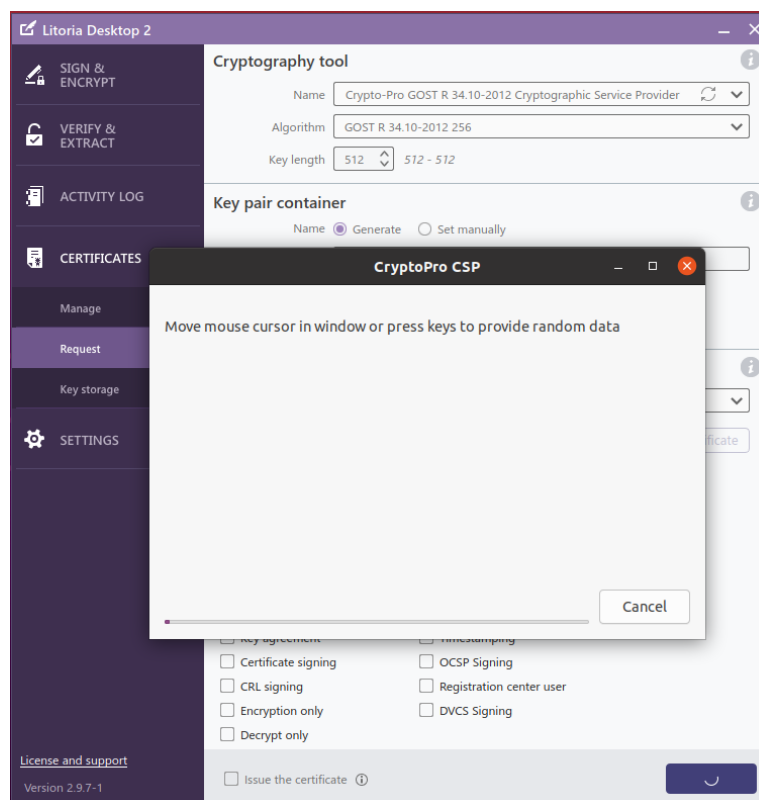 Litoria Desktop 2
SIGN &
ENCRYPT
VERIFY &
EXTRACT
ACTIVITY LOG
CERTIFICATES
Manage
Request
Key storage
SETTINGS
License and support
Version 2.9.7-1
Cryptography tool
Name Crypto-Pro GOST R 34.10-2012 Cryptographic Service Provider
Algorithm GOST R 34.10-2012 256
Key length 512 512 - 512
Key pair container
Name Generate Set manually
CryptoPro CSP
Move mouse cursor in window or press keys to provide random data
Cancel
ificate
Key agreement Timestamping
Certificate signing OCSP Signing
CRL signing Registration center user
Encryption only DVCS Signing
Decrypt only
Issue the certificate